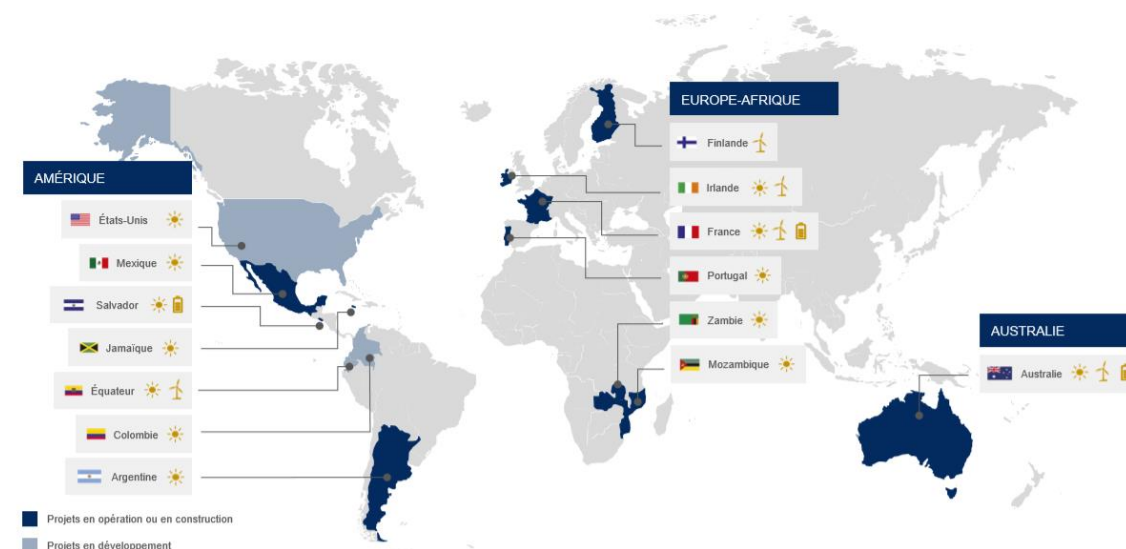 AMÉRIQUE
États-Unis
Mexique
Salvador
Jamaïque
Équateur
Colombie
Argentine
Projets en opération ou en construction
Projets en développement
EUROPE-AFRIQUE
Finlande
Irlande
France
Portugal
Zambie
Mozambique
AUSTRALIE
Australie